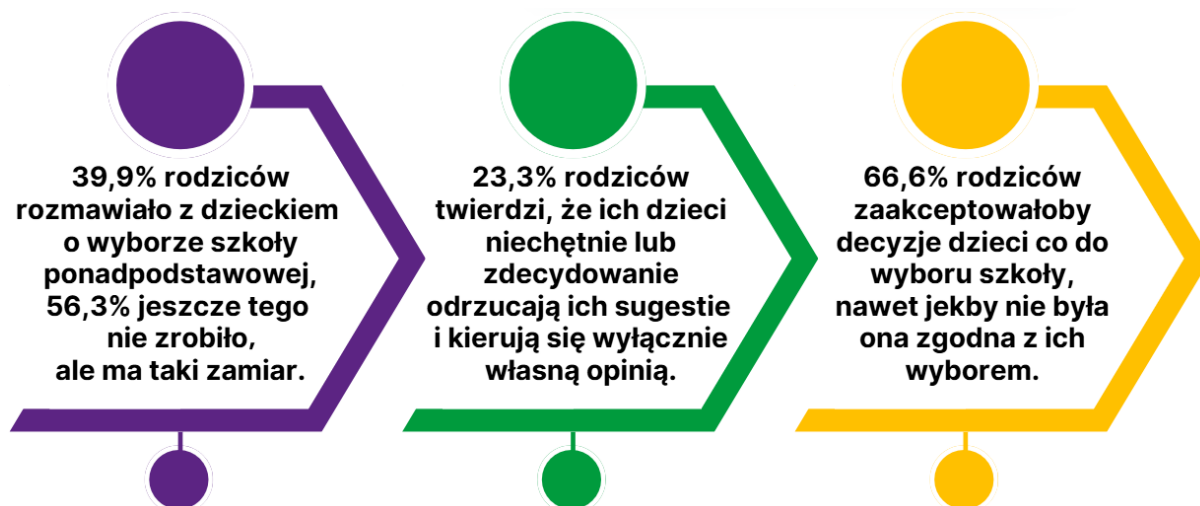 39,9% rodziców
rozmawiało z dzieckiem
o wyborze szkoły
ponadpodstawowej,
56,3% jeszcze tego
nie zrobiło,
ale ma taki zamiar.
23,3% rodziców
twierdzi, że ich dzieci
niechętnie lub
zdecydowanie
odrzucają ich sugestie
i kierują się wyłącznie
własną opinią.
66,6% rodziców
zaakceptowałoby
decyzje dzieci co do
wyboru szkoły,
nawet jekby nie była
ona zgodna z ich
wyborem.